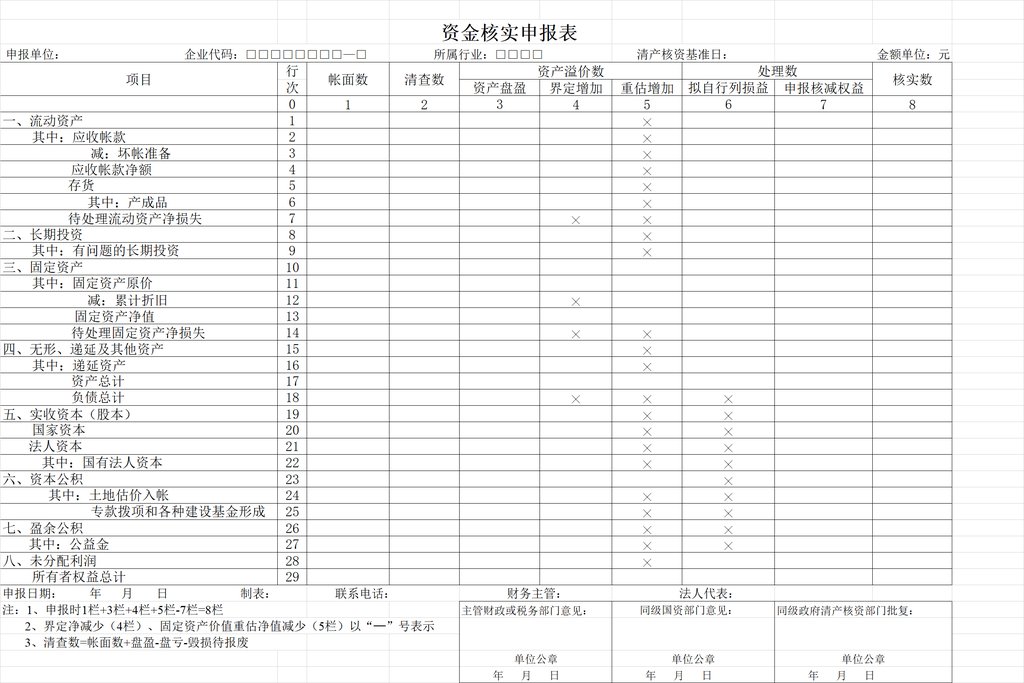 资金核实申报表
申报单位: 企业代码: □□□□□□□□—□ 所属行业: □□□□ 清产核资基准日: 金额单位: 元
项目 行次 帐面数 清查数 资产溢价数 处理数 核实数
资产盘盈 界定增加 重估增加 拟自行列损益 申报核减权益
0 1 2 3 4 5 6 7 8
一、流动资产 1 ×
其中: 应收帐款 2 ×
减: 坏帐准备 3 ×
应收帐款净额 4 ×
存货 5 ×
其中: 产成品 6 ×
待处理流动资产净损失 7 × ×
二、长期投资 8 ×
其中: 有问题的长期投资 9 ×
三、固定资产 10
其中: 固定资产原价 11
减: 累计折旧 12 ×
固定资产净值 13
待处理固定资产净损失 14 × ×
四、无形、递延及其他资产 15 ×
其中: 递延资产 16 ×
资产总计 17
负债总计 18 × × ×
五、实收资本（股本） 19 × ×
国家资本 20 × ×
法人资本 21 × ×
其中: 国有法人资本 22 × ×
六、资本公积 23 ×
其中: 土地估价入帐 24 × ×
专款拨项和各种建设基金形成 25 × ×
七、盈余公积 26 × ×
其中: 公益金 27 × ×
八、未分配利润 28 ×
所有者权益总计 29
申报日期: 年 月 日 制表: 联系电话: 财务主管: 法人代表:
注: 1、申报时1栏+3栏+4栏+5栏-7栏=8栏 主管财政或税务部门意见: 同级国资部门意见: 同级政府清产核资部门批复:
2、界定净减少（4栏）、固定资产价值重估净值减少（5栏）以“—”号表示
3、清查数=帐面数+盘盈-盘亏-毁损待报废
单位公章 单位公章 单位公章
年 月 日 年 月 日 年 月 日